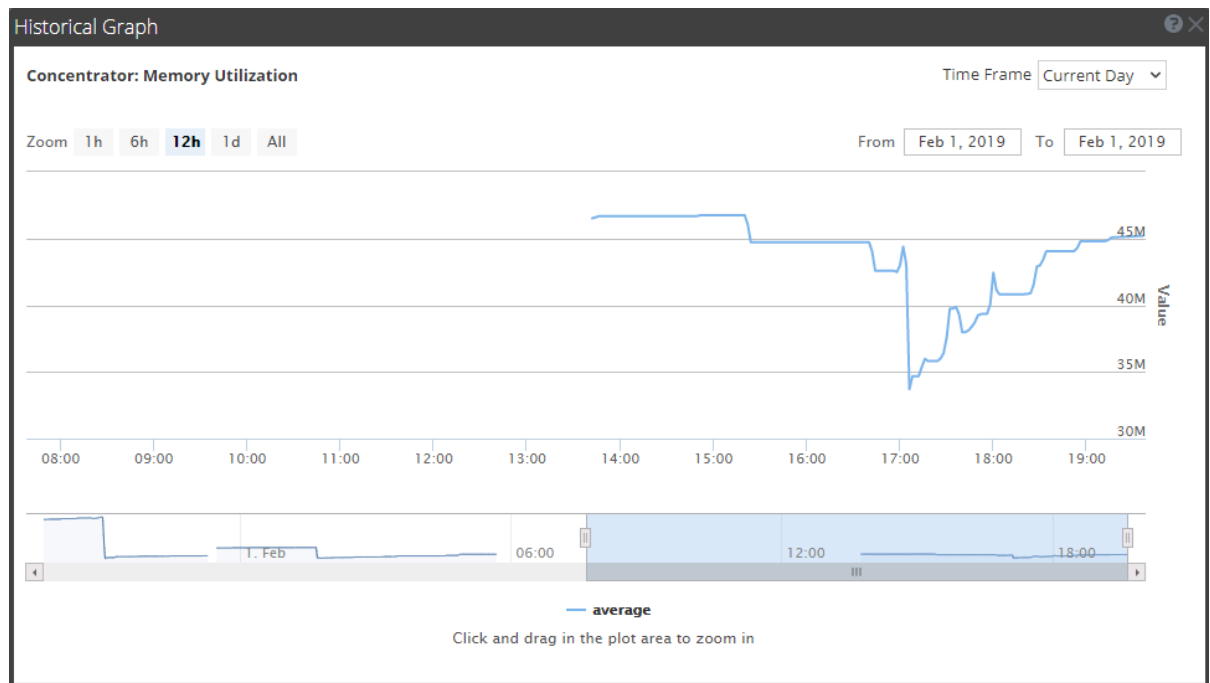 Historical Graph
Concentrator: Memory Utilization
Time Frame Current Day
Zoom 1h 6h 12h 1d All
From Feb 1, 2019 To Feb 1, 2019
45M
40M
35M
30M
Value
08:00 09:00 10:00 11:00 12:00 13:00 14:00 15:00 16:00 17:00 18:00 19:00
1. Feb 06:00 12:00 18:00
average
Click and drag in the plot area to zoom in